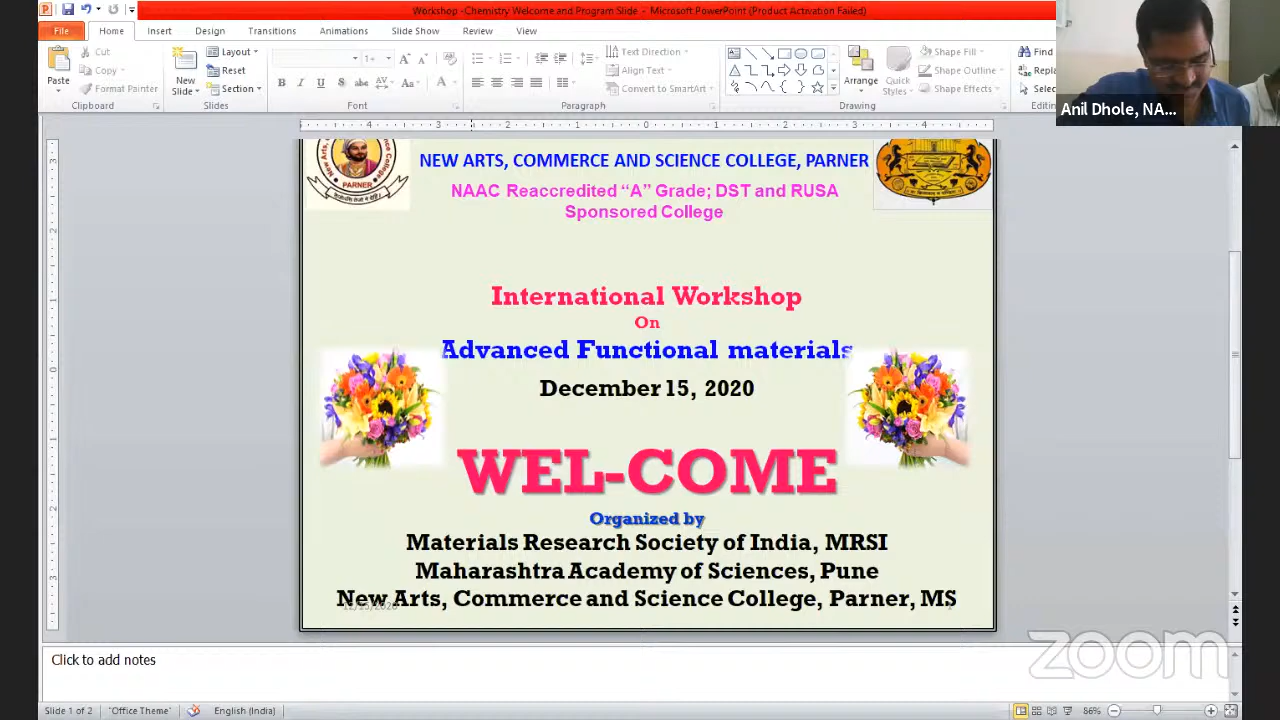 Workshop -Chemistry Welcome and Program Slide - Microsoft PowerPoint (Product Activation Failed)
File Home Insert Design Transitions Animations Slide Show Review View
Paste
Cut
Copy
Format Painter
Clipboard
New
Slide
Layout
Reset
Section
Slides
Font
Text Direction
Align Text
Convert to SmartArt
Paragraph
Arrange
Quick
Styles
Shape Fill
Shape Outline
Shape Effects
Drawing
Find
Repla
Selec
Editin
Anil Dhole, NA...
PARNER
NEW ARTS, COMMERCE AND SCIENCE COLLEGE, PARNER
NAAC Reaccredited “A” Grade; DST and RUSA
Sponsored College
International Workshop
On
Advanced Functional materials
December 15, 2020
WEL-COME
Organized by
Materials Research Society of India, MRSI
Maharashtra Academy of Sciences, Pune
New Arts, Commerce and Science College, Parner, MS
zoom
Click to add notes
Slide 1 of 2 "Office Theme" English (India) 86%